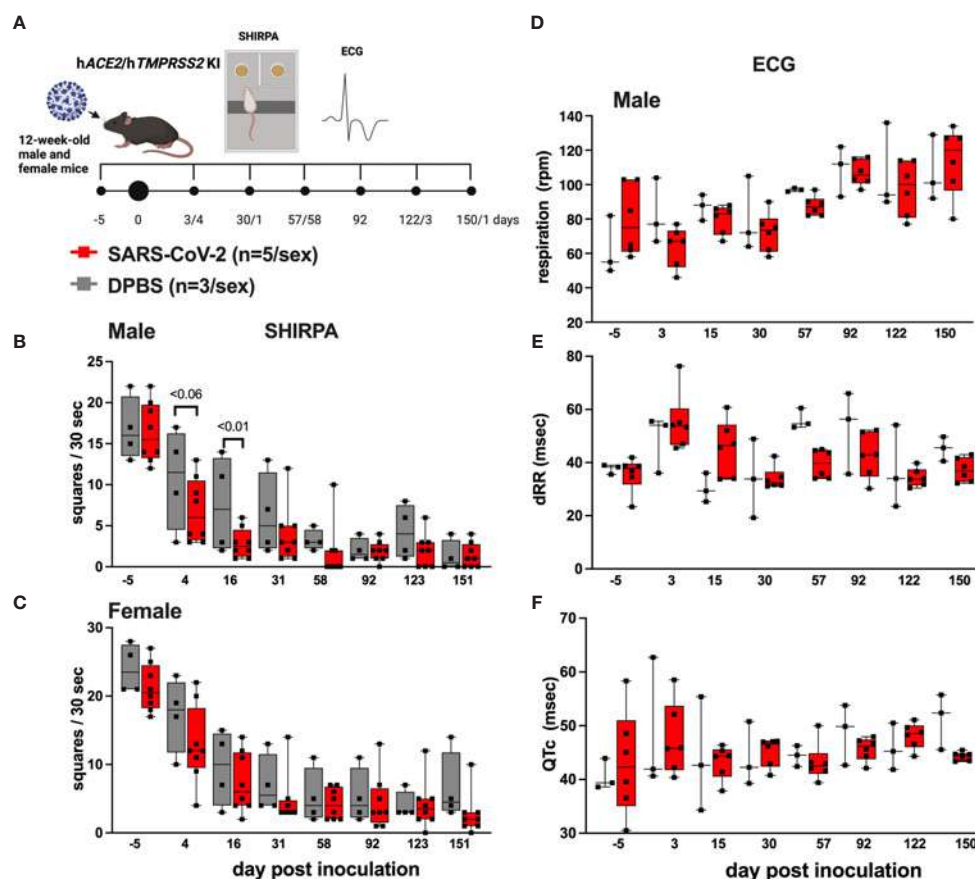 A
SHIRPA
ECG
hACE2/hTMPRSS2 KI
12-week-old
male and
female mice
-5 0 3/4 30/1 57/58 92 122/3 150/1 days
SARS-CoV-2 (n=5/sex)
DPBS (n=3/sex)
B
Male SHIRPA
squares / 30 sec
25
20
15
10
5
0
<0.06
<0.01
-5 4 16 31 58 92 123 151
C
Female
squares / 30 sec
30
20
10
0
-5 4 16 31 58 92 123 151
day post inoculation
D
ECG
Male
respiration (rpm)
140
120
100
80
60
40
20
-5 3 15 30 57 92 122 150
E
dRR (msec)
80
60
40
20
0
-5 3 15 30 57 92 122 150
F
QTc (msec)
70
60
50
40
30
-5 3 15 30 57 92 122 150
day post inoculation